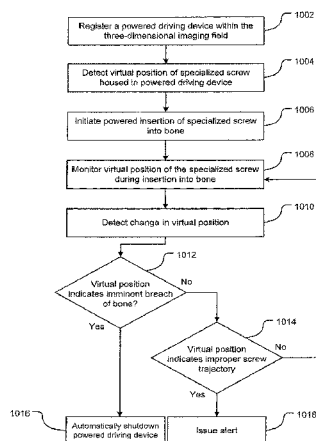 1002
Register a powered driving device within the
three-dimensional imaging field
1004
Detect virtual position of specialized screw
housed in powered driving device
1006
Initiate powered insertion of specialized screw
into bone
1008
Monitor virtual position of the specialized screw
during insertion into bone
1010
Detect change in virtual position
1012
Virtual position
indicates imminent breach
of bone?
No
Yes
1014
Virtual position
indicates improper screw
trajectory
No
Yes
1016
Automatically shutdown
powered driving device
1018
Issue alert